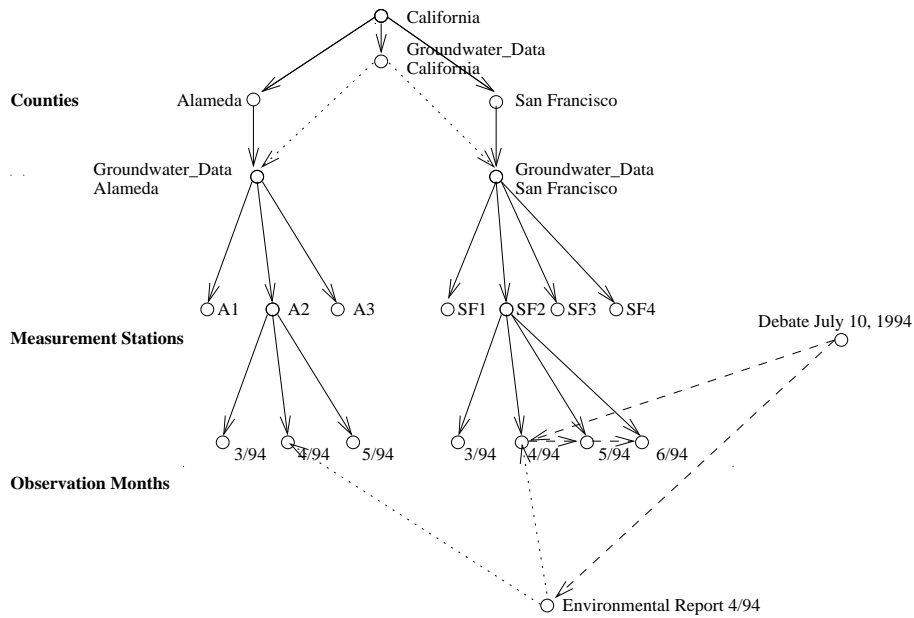 California
Groundwater_Data
California
Counties
Alameda
San Francisco
Groundwater_Data
Alameda
Groundwater_Data
San Francisco
A1
A2
A3
SF1
SF2
SF3
SF4
Measurement Stations
Debate July 10, 1994
3/94
4/94
5/94
3/94
4/94
5/94
6/94
Observation Months
Environmental Report 4/94